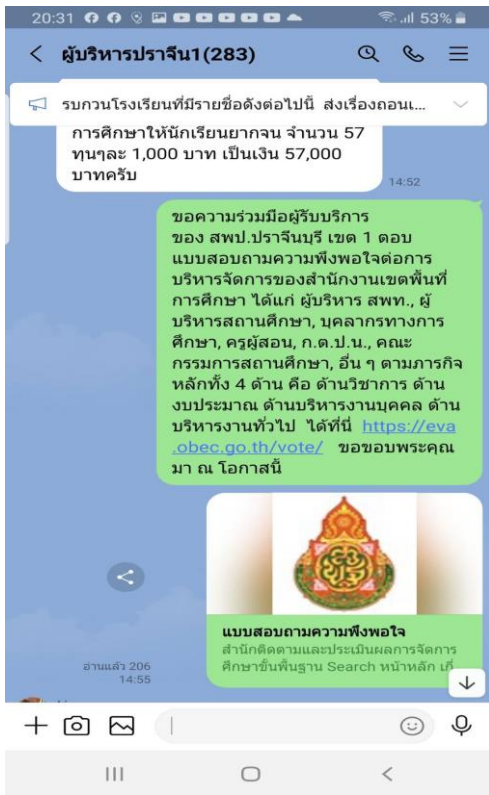 20:31
53%
ผู้บริหารปราจีน1(283)
รบกวนโรงเรียนที่มีรายชื่อดังต่อไปนี้ ส่งเรื่องถอนเ...
การศึกษาให้นักเรียนยากจน จำนวน 57
ทุนๆละ 1,000 บาท เป็นเงิน 57,000
บาทครับ
14:52
ขอความร่วมมือผู้รับบริการ
ของ สพป.ปราจีนบุรี เขต 1 ตอบ
แบบสอบถามความพึงพอใจต่อการ
บริหารจัดการของสำนักงานเขตพื้นที่
การศึกษา ได้แก่ ผู้บริหาร สพท., ผู้
บริหารสถานศึกษา, บุคลากรทางการ
ศึกษา, ครูผู้สอน, ก.ต.ป.น., คณะ
กรรมการสถานศึกษา, อื่น ๆ ตามภารกิจ
หลักทั้ง 4 ด้าน คือ ด้านวิชาการ ด้าน
งบประมาณ ด้านบริหารงานบุคคล ด้าน
บริหารงานทั่วไป ได้ที่นี่ https://eva
.obec.go.th/vote/ ขอขอบพระคุณ
มา ณ โอกาสนี้
แบบสอบถามความพึงพอใจ
สำนักติดตามและประเมินผลการจัดการ
ศึกษาขั้นพื้นฐาน Search หน้าหลัก เกี่
อ่านแล้ว 206
14:55